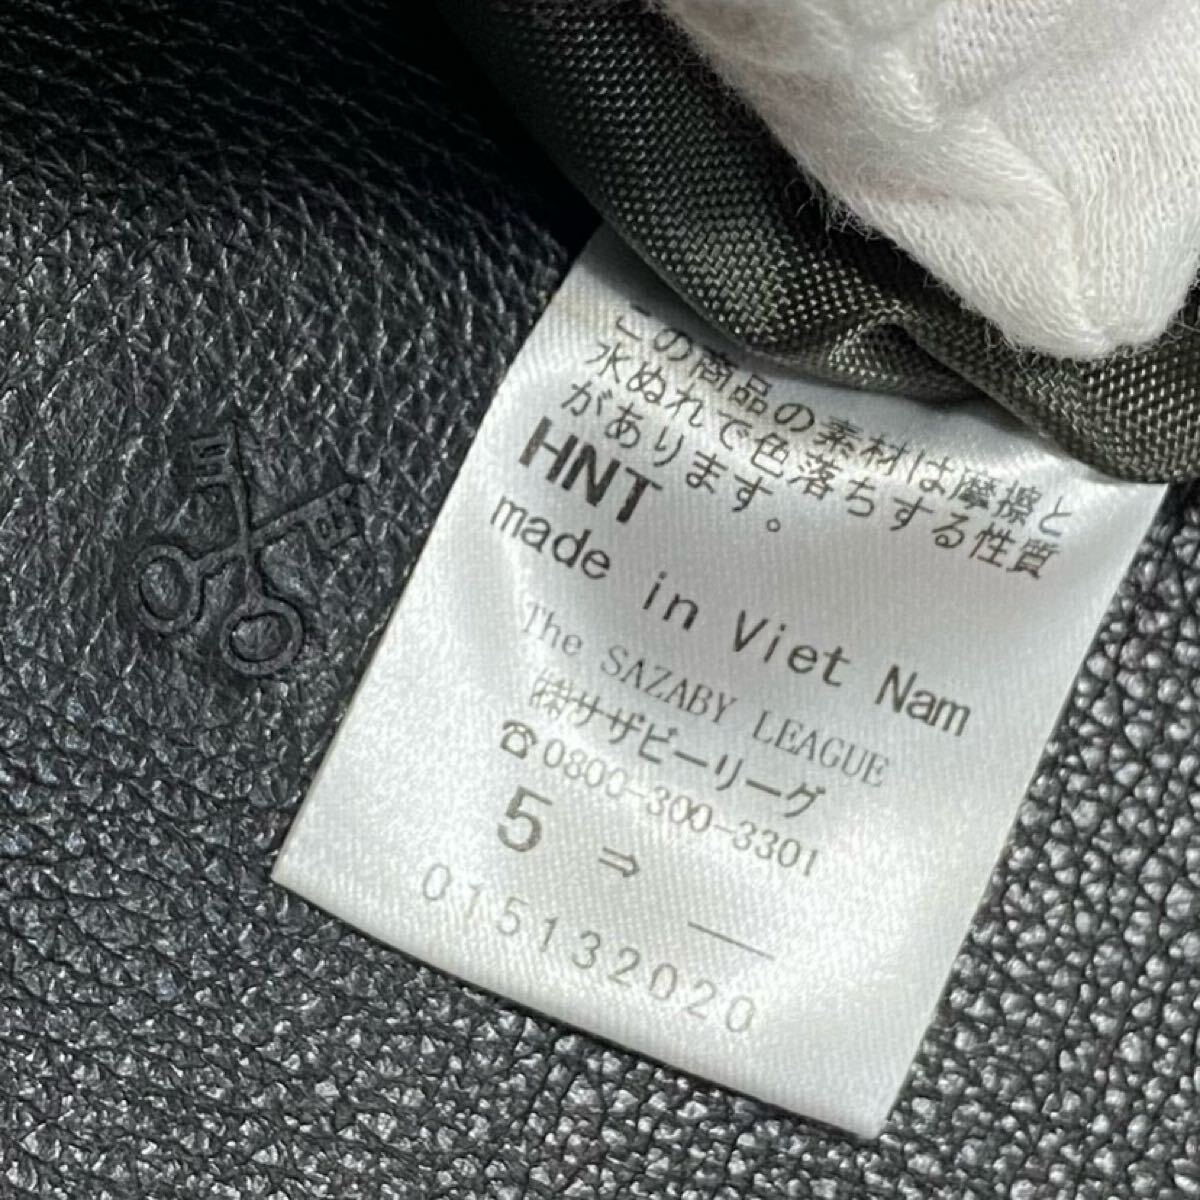 この商品の素材は摩擦と
水ぬれで色落ちする性質
があります。
HNT
made in Viet Nam
The SAZABY LEAGUE
㈱サザビーリーグ
☎0800-300-3301
5 ⇒ __
015132020